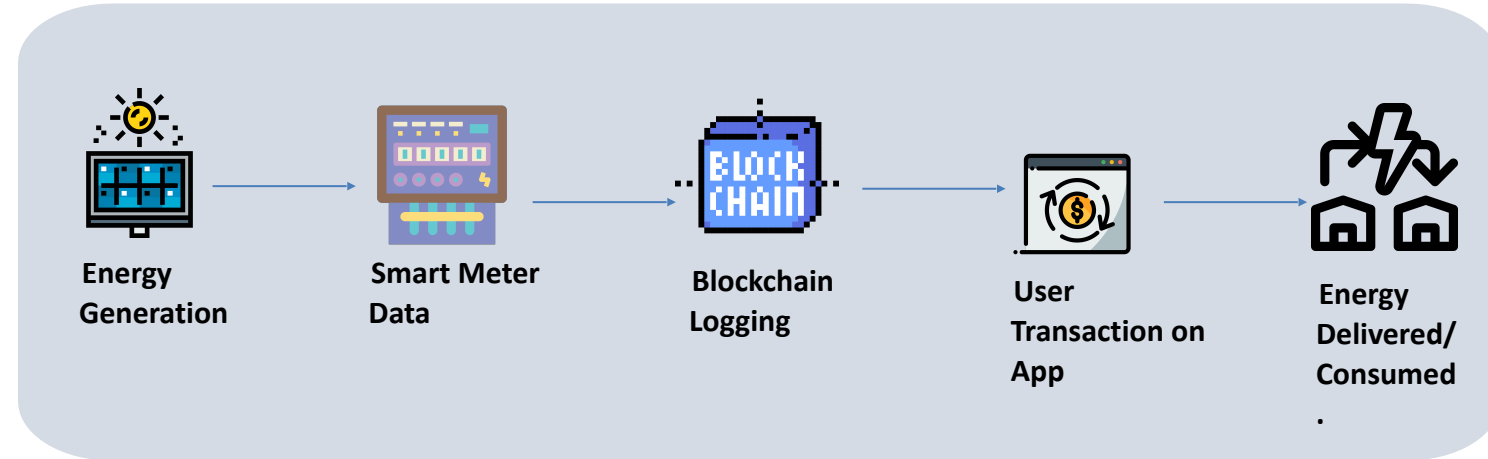 Energy
Generation
Smart Meter
Data
BLOCK
CHAIN
Blockchain
Logging
$
User
Transaction on
App
Energy
Delivered/
Consumed
.